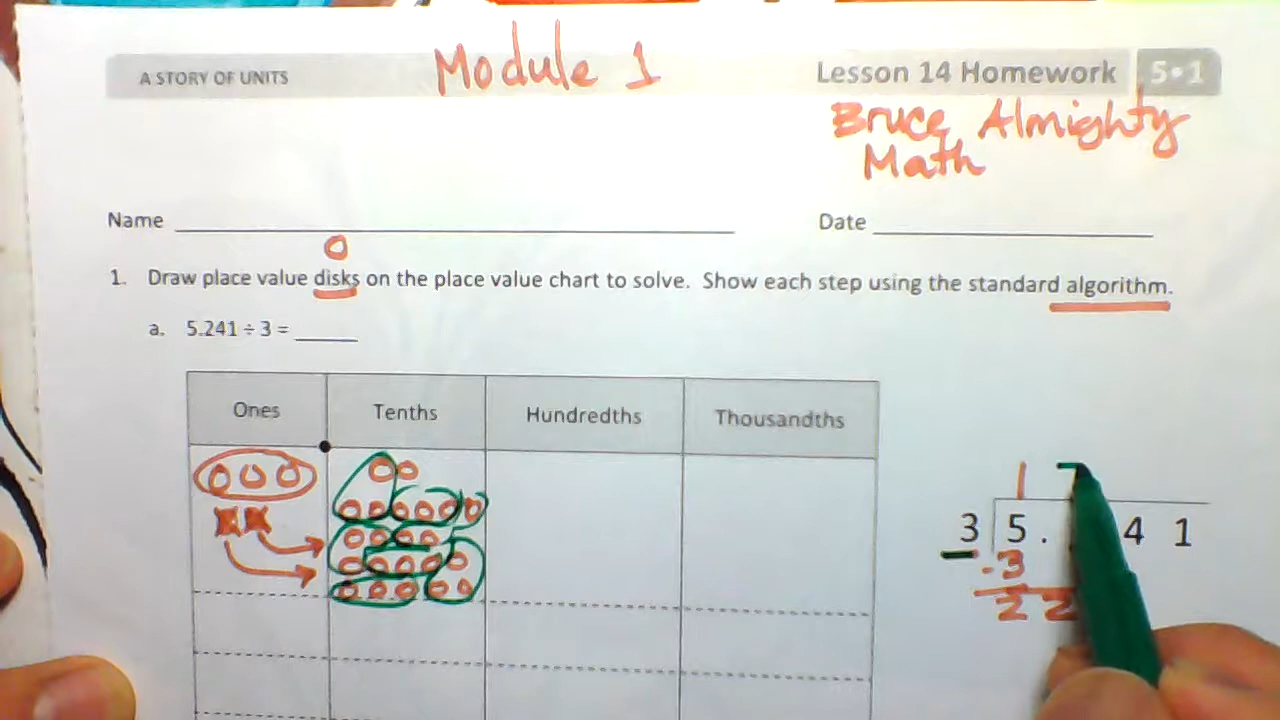 A STORY OF UNITS Module 1 Lesson 14 Homework 5•1
Bruce Almighty
Math
Name Date
1. Draw place value disks on the place value chart to solve. Show each step using the standard algorithm.
a. 5.241 ÷ 3 =
Ones Tenths Hundredths Thousandths
1 7
3 5. 4 1
- 3
2 2